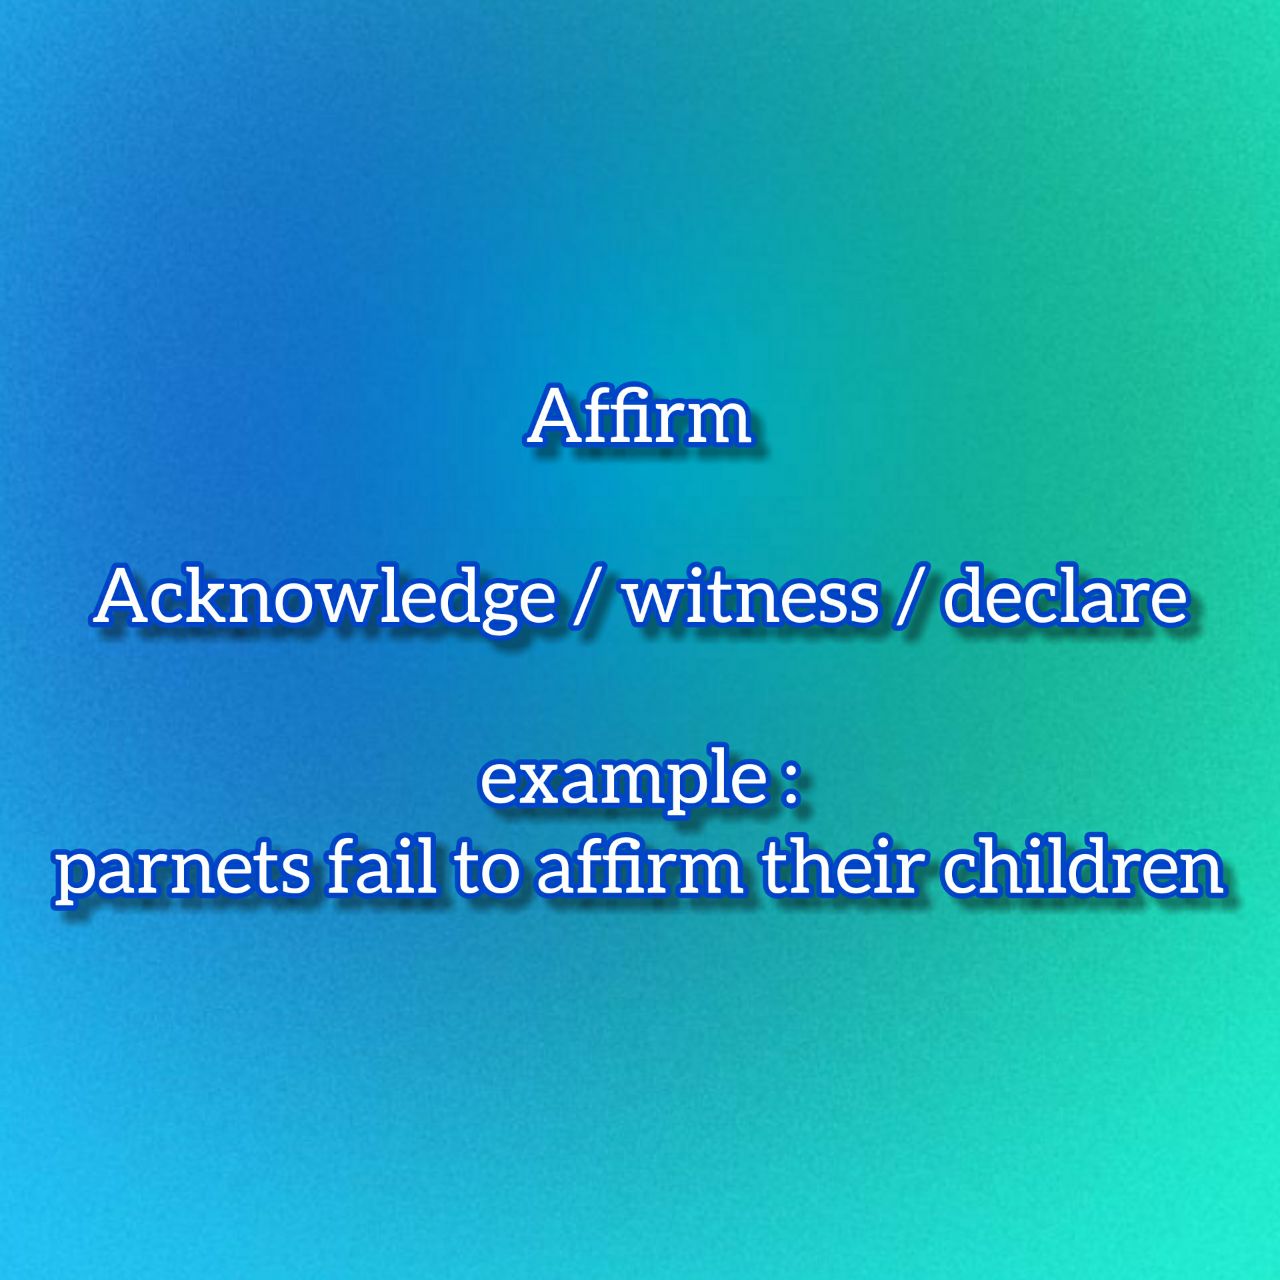 Affirm
Acknowledge / witness / declare
example :
parnets fail to affirm their children